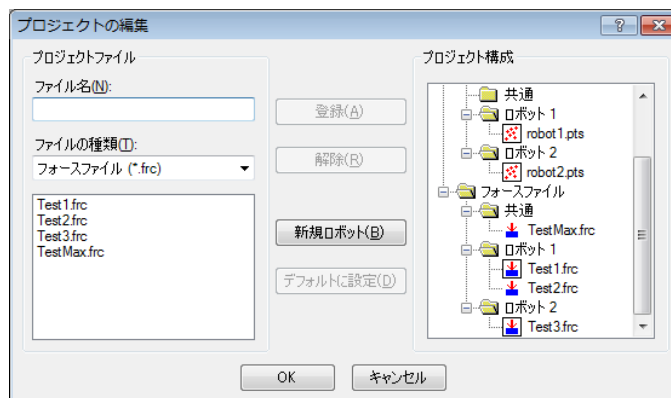 プロジェクトの編集
プロジェクトファイル
ファイル名(N):
ファイルの種類(T):
フォースファイル (*.frc)
Test1.frc
Test2.frc
Test3.frc
TestMax.frc
登録(A)
解除(R)
新規ロボット(B)
デフォルトに設定(D)
プロジェクト構成
共通
ロボット 1
robot1.pts
ロボット 2
robot2.pts
フォースファイル
共通
TestMax.frc
ロボット 1
Test1.frc
Test2.frc
ロボット 2
Test3.frc
OK
キャンセル